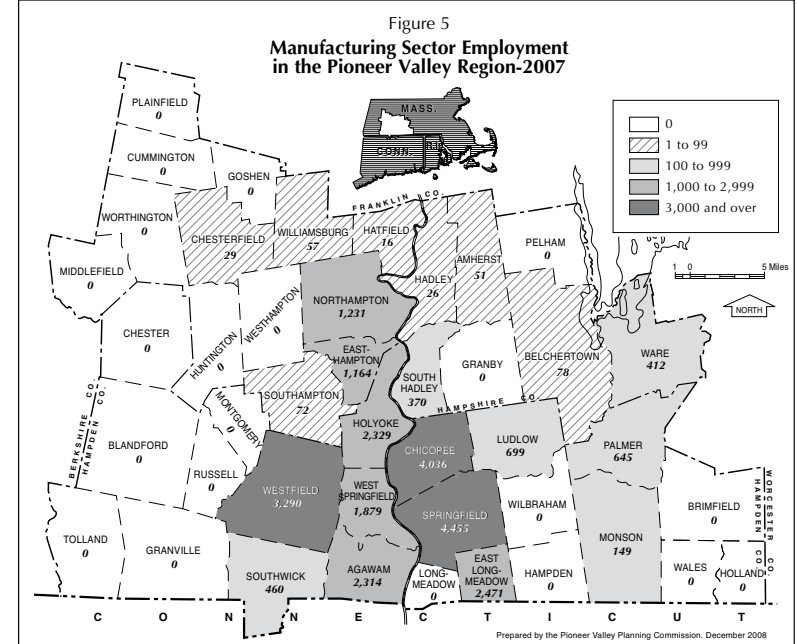 Figure 5
Manufacturing Sector Employment
in the Pioneer Valley Region-2007
MASS.
CONN.
R.I.
0
1 to 99
100 to 999
1,000 to 2,999
3,000 and over
1 0 5 Miles
NORTH
PLAINFIELD
0
CUMMINGTON
0
GOSHEN
0
WORTHINGTON
0
CHESTERFIELD
29
WILLIAMSBURG
57
FRANKLIN CO.
HATFIELD
16
HADLEY
26
AMHERST
51
PELHAM
0
MIDDLEFIELD
0
CHESTER
0
HUNTINGTON
0
WESTHAMPTON
0
NORTHAMPTON
1,231
EAST-
HAMPTON
1,164
SOUTHAMPTON
72
SOUTH
HADLEY
370
GRANBY
0
BELCHERTOWN
78
WARE
412
HAMPSHIRE CO.
BERKSHIRE CO.
HAMPDEN CO.
BLANDFORD
0
MONTGOMERY
0
RUSSELL
0
WESTFIELD
3,290
HOLYOKE
2,329
WEST
SPRINGFIELD
1,879
CHICOPEE
4,036
LUDLOW
699
PALMER
645
SPRINGFIELD
4,455
WILBRAHAM
0
MONSON
149
BRIMFIELD
0
WORCESTER CO.
HAMPDEN CO.
TOLLAND
0
GRANVILLE
0
SOUTHWICK
460
AGAWAM
2,314
LONG-
MEADOW
0
EAST
LONG-
MEADOW
2,471
HAMPDEN
0
WALES
0
HOLLAND
0
C O N N E C T I C U T
Prepared by the Pioneer Valley Planning Commission. December 2008